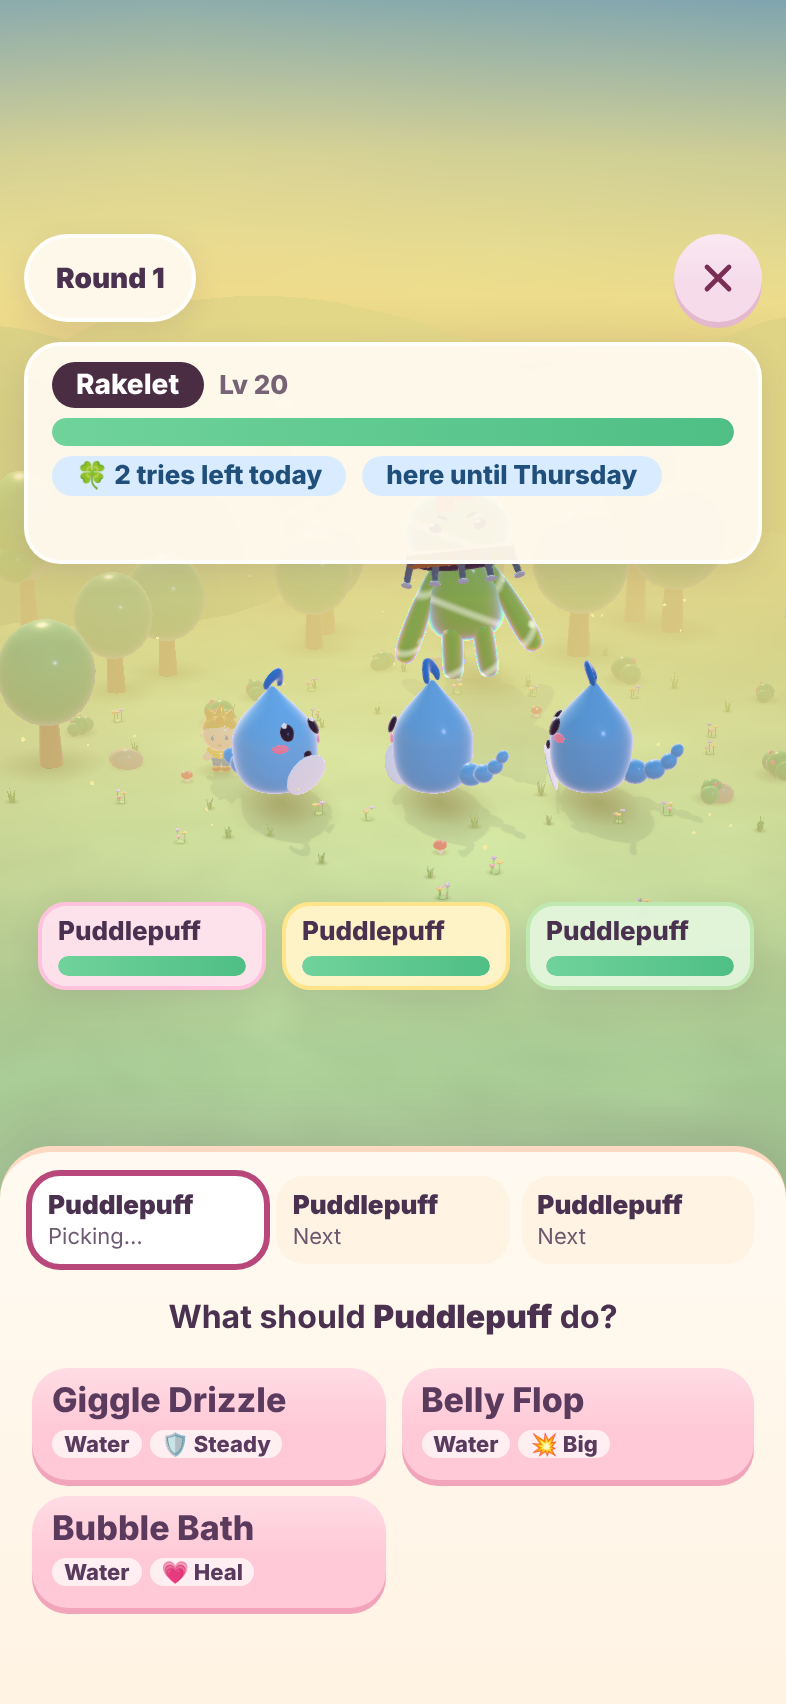 Round 1
Rakelet Lv 20
🍀 2 tries left today here until Thursday
Puddlepuff Puddlepuff Puddlepuff
Puddlepuff Puddlepuff Puddlepuff
Picking... Next Next
What should Puddlepuff do?
Giggle Drizzle Belly Flop
Water 🛡️ Steady Water 💥 Big
Bubble Bath
Water 💗 Heal